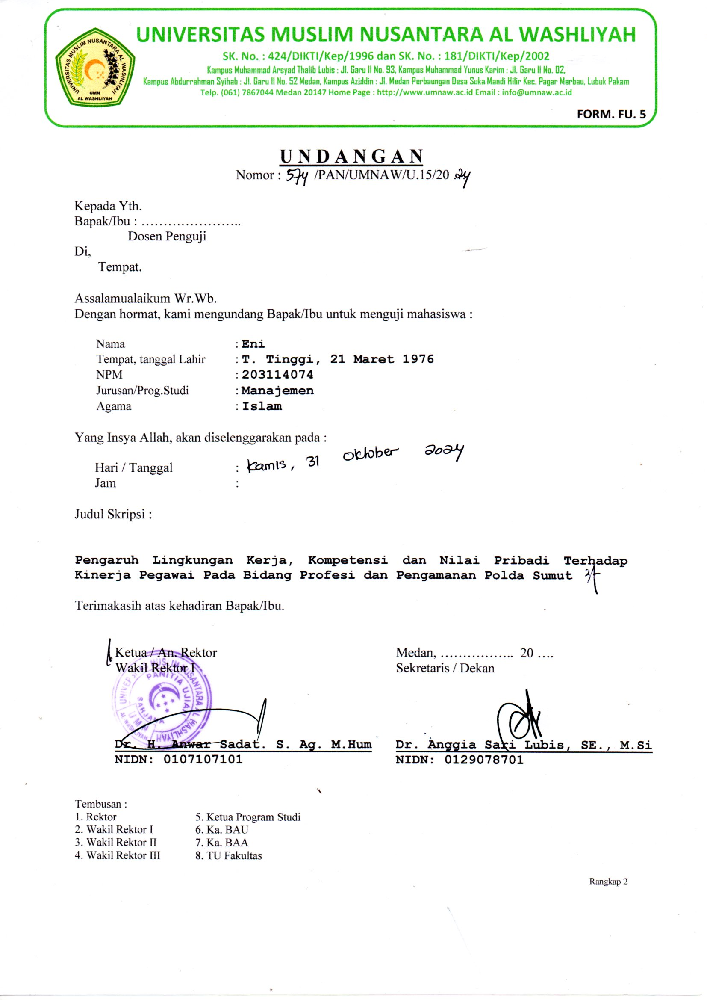 UNIVERSITAS MUSLIM NUSANTARA AL WASHLIYAH
UMN
AL WASHLIYAH
UNIVERSITAS MUSLIM NUSANTARA AL WASHLIYAH
SK. No. : 424/DIKTI/Kep/1996 dan SK. No. : 181/DIKTI/Kep/2002
Kampus Muhammad Arsyad Thalib Lubis : Jl. Garu II No. 93, Kampus Muhammad Yunus Karim : Jl. Garu II No. 02,
Kampus Abdurrahman Syihab : Jl. Garu II No. 52 Medan, Kampus Aziddin : Jl. Medan Perbaungan Desa Suka Mandi Hilir Kec. Pagar Merbau, Lubuk Pakam
Telp. (061) 7867044 Medan 20147 Home Page : http://www.umnaw.ac.id Email : info@umnaw.ac.id
FORM. FU. 5
UNDANGAN
Nomor : 574 /PAN/UMNAW/U.15/20 24
Kepada Yth.
Bapak/Ibu : ......................
Dosen Penguji
Di,
Tempat.
Assalamualaikum Wr.Wb.
Dengan hormat, kami mengundang Bapak/Ibu untuk menguji mahasiswa :
Nama : Eni
Tempat, tanggal Lahir : T. Tinggi, 21 Maret 1976
NPM : 203114074
Jurusan/Prog.Studi : Manajemen
Agama : Islam
Yang Insya Allah, akan diselenggarakan pada :
Hari / Tanggal : Kamis, 31 Oktober 2024
Jam :
Judul Skripsi :
Pengaruh Lingkungan Kerja, Kompetensi dan Nilai Pribadi Terhadap
Kinerja Pegawai Pada Bidang Profesi dan Pengamanan Polda Sumut
Terimakasih atas kehadiran Bapak/Ibu.
Ketua / An. Rektor
Wakil Rektor I
Medan, ................ 20 ....
Sekretaris / Dekan
PANITIA UJIAN SARJANA
UMN
AL-WASHLIYAH
Dr. H. Anwar Sadat. S. Ag. M.Hum
NIDN: 0107107101
Dr. Anggia Sari Lubis, SE., M.Si
NIDN: 0129078701
Tembusan :
1. Rektor
2. Wakil Rektor I
3. Wakil Rektor II
4. Wakil Rektor III
5. Ketua Program Studi
6. Ka. BAU
7. Ka. BAA
8. TU Fakultas
Rangkap 2